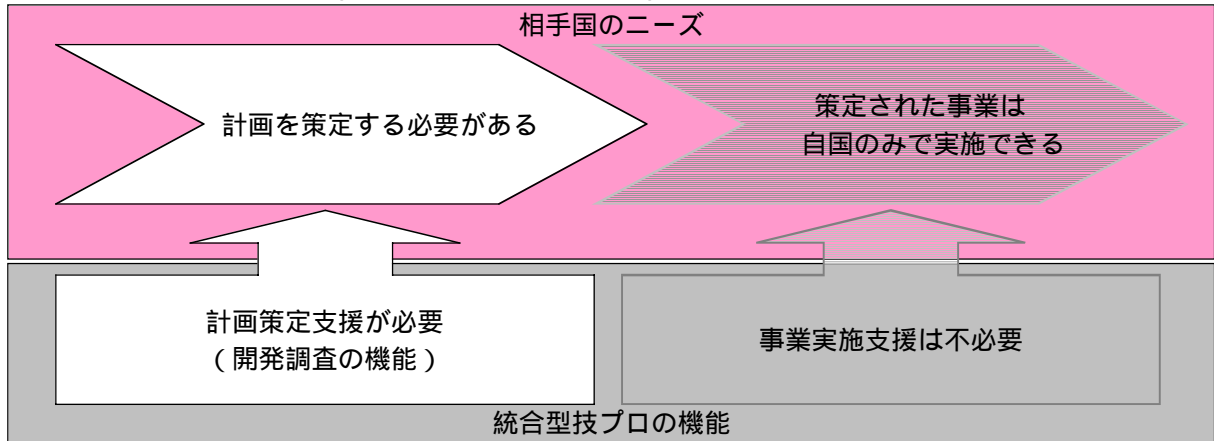 相手国のニーズ
計画を策定する必要がある
策定された事業は
自国のみで実施できる
計画策定支援が必要
（開発調査の機能）
事業実施支援は不必要
統合型技プロの機能